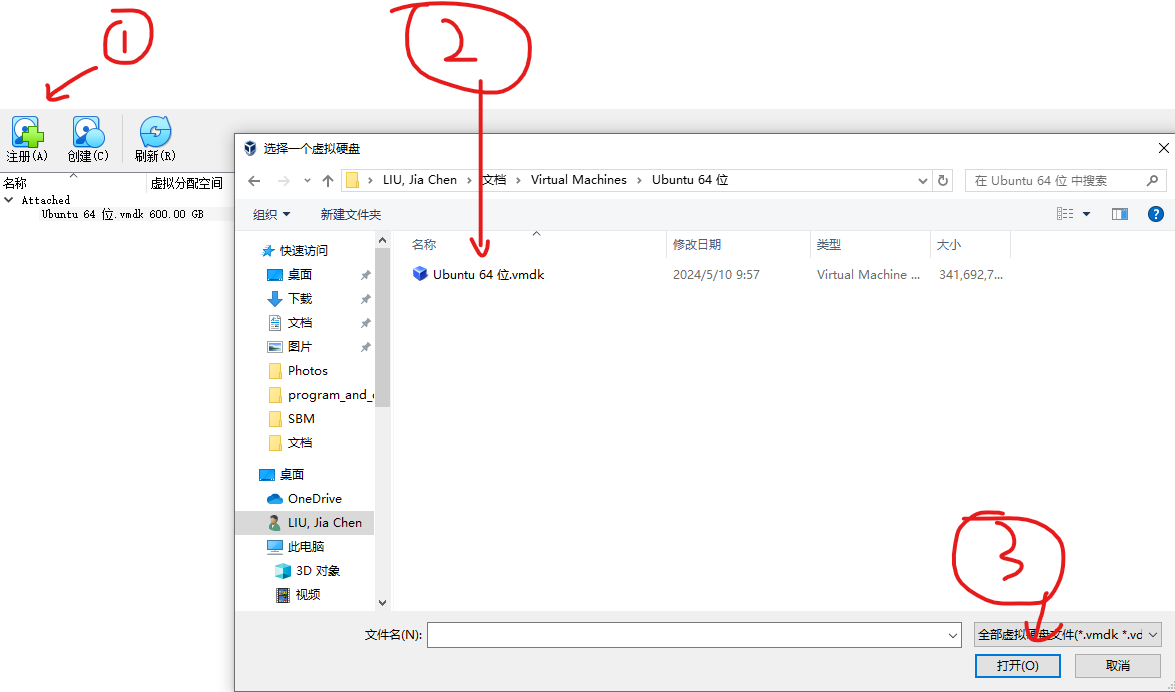 1
2
注册(A) 创建(C) 刷新(R)
名称 虚拟分配空间
Attached
Ubuntu 64 位.vmdk 600.00 GB
选择一个虚拟硬盘
LIU, Jia Chen › 文档 › Virtual Machines › Ubuntu 64 位
在 Ubuntu 64 位 中搜索
组织 新建文件夹
名称 修改日期 类型 大小
Ubuntu 64 位.vmdk 2024/5/10 9:57 Virtual Machine ... 341,692,7...
快速访问
桌面
下载
文档
图片
Photos
program_and_
SBM
文档
桌面
OneDrive
LIU, Jia Chen
此电脑
3D 对象
视频
3
文件名(N): 全部虚拟硬盘文件(*.vmdk *.vd
打开(O) 取消